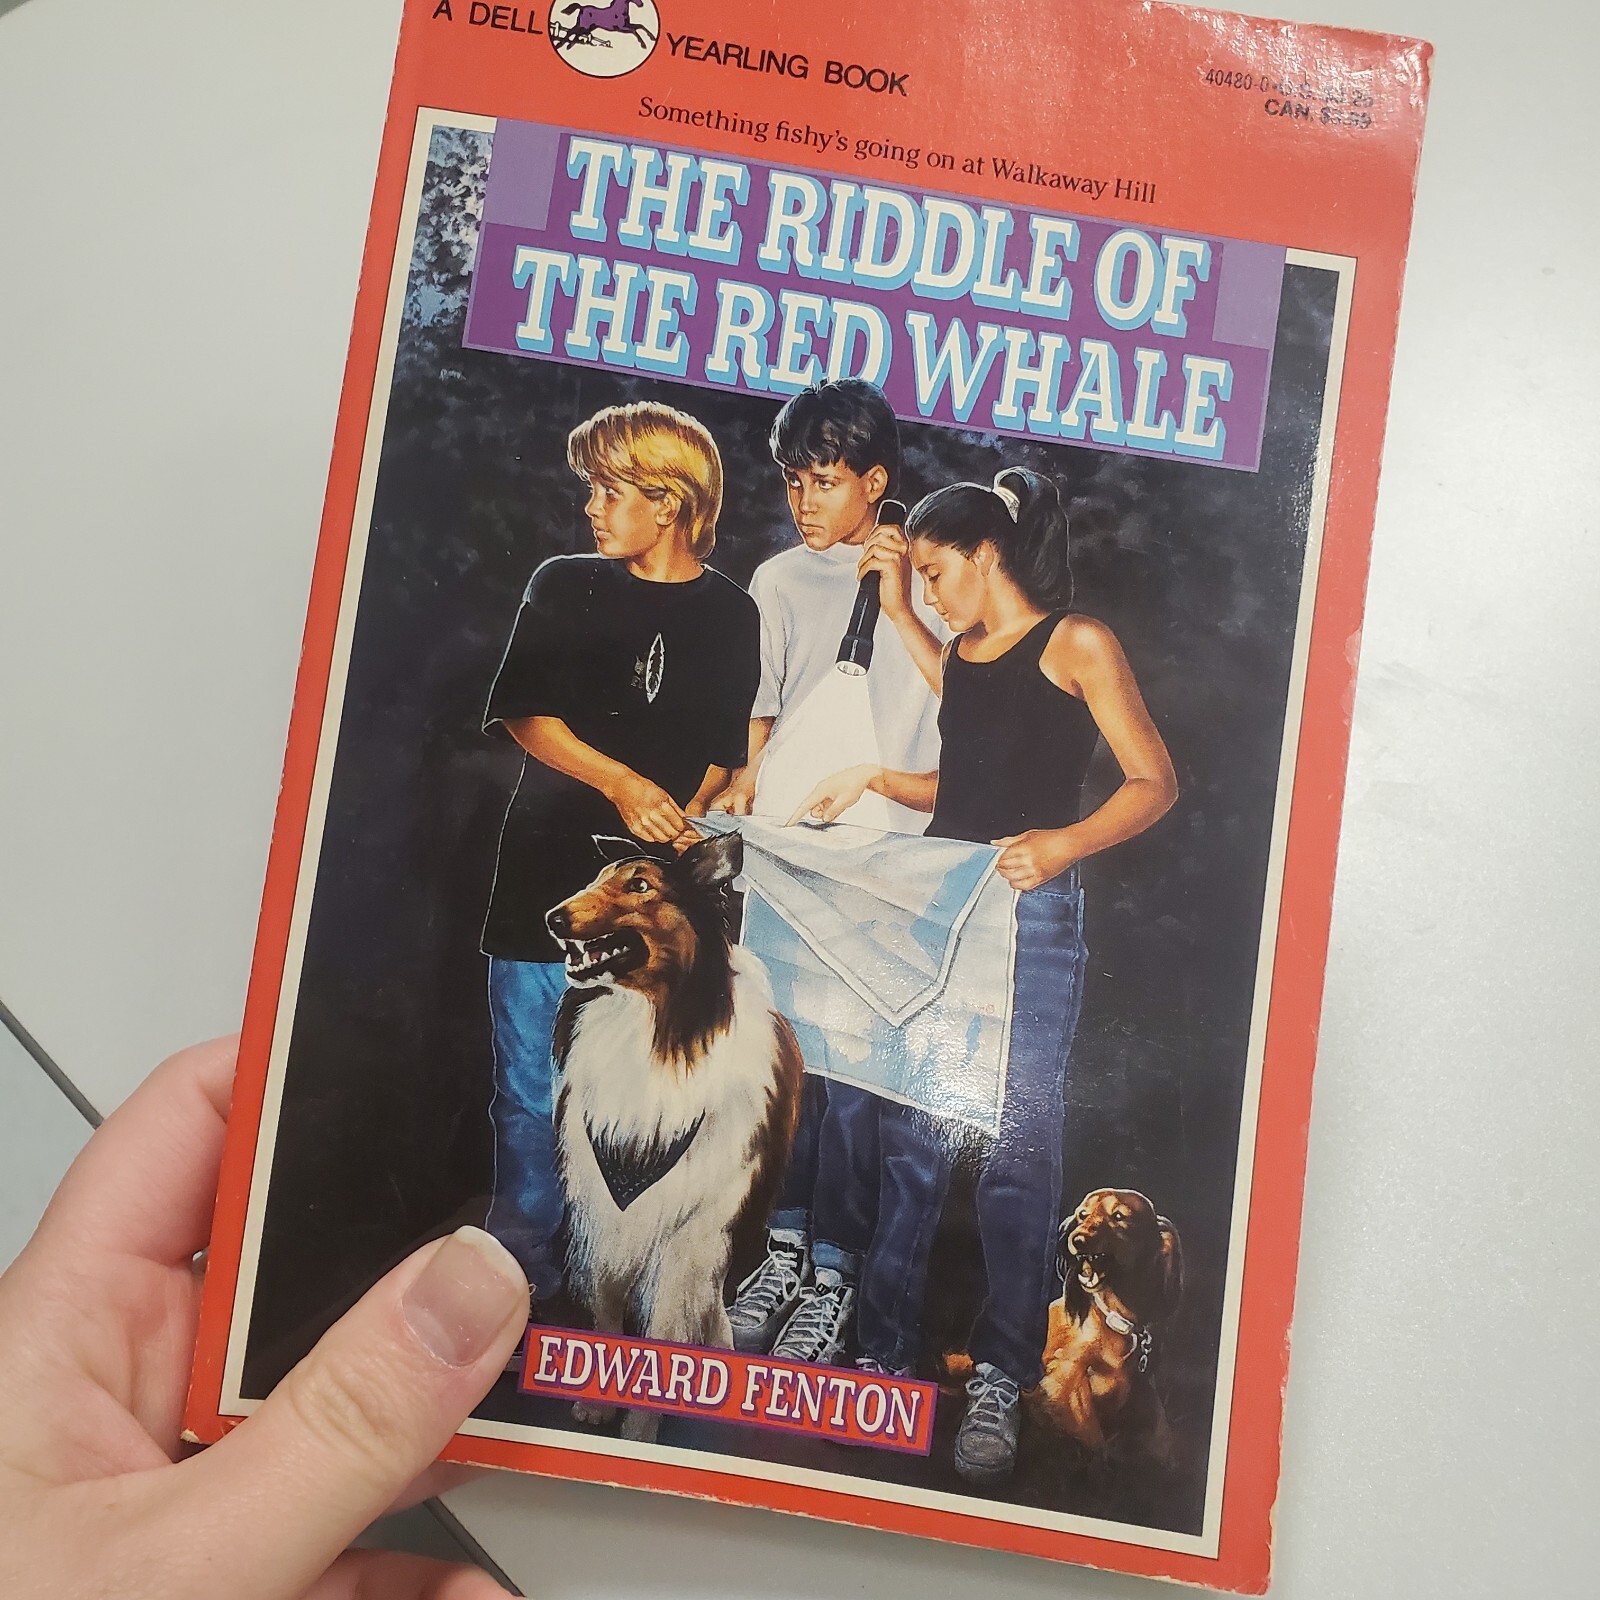 A DELL YEARLING BOOK
40480-0
CAN.
Something fishy's going on at Walkaway Hill
THE RIDDLE OF
THE RED WHALE
EDWARD FENTON